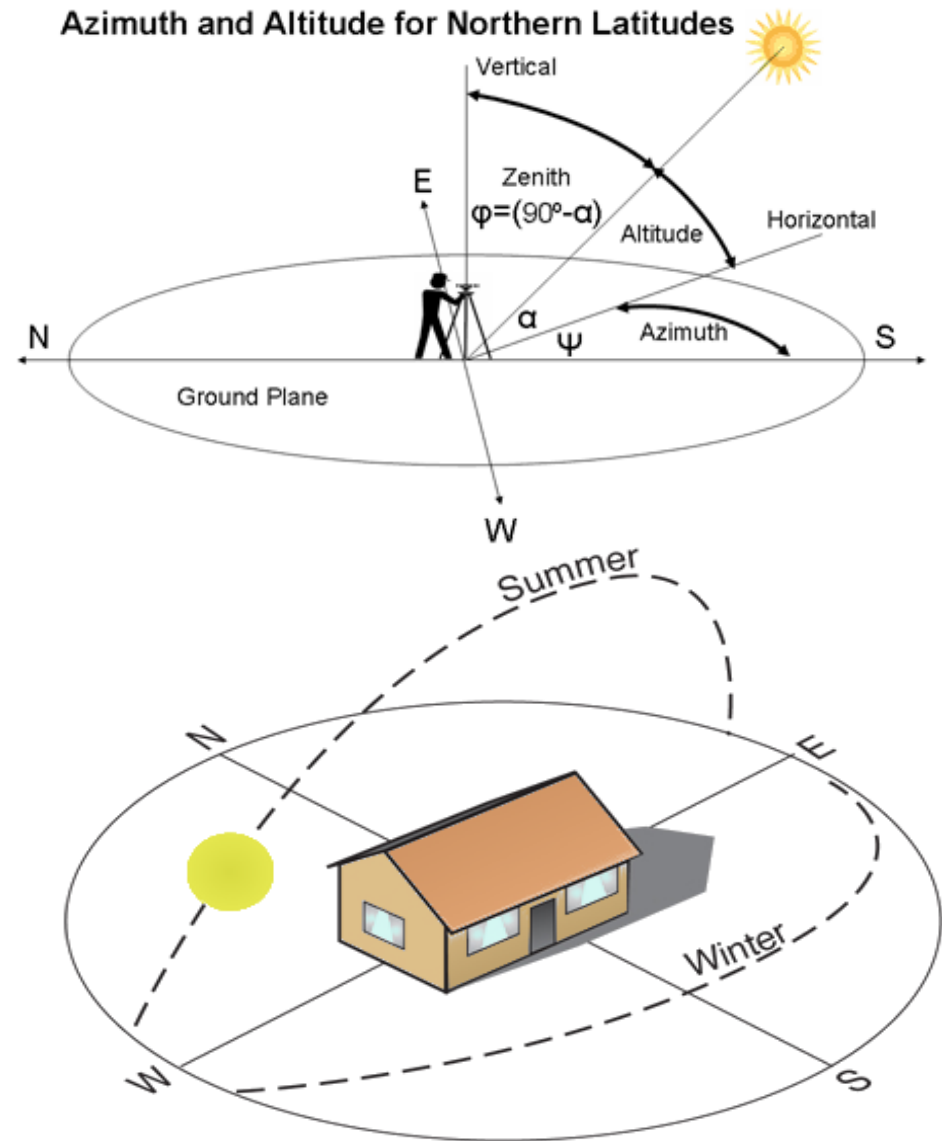 Azimuth and Altitude for Northern Latitudes
Vertical
E
Zenith
φ=(90º-α)
Altitude
Horizontal
N
α
Ψ
Azimuth
S
Ground Plane
W
Summer
N
E
Winter
W
S